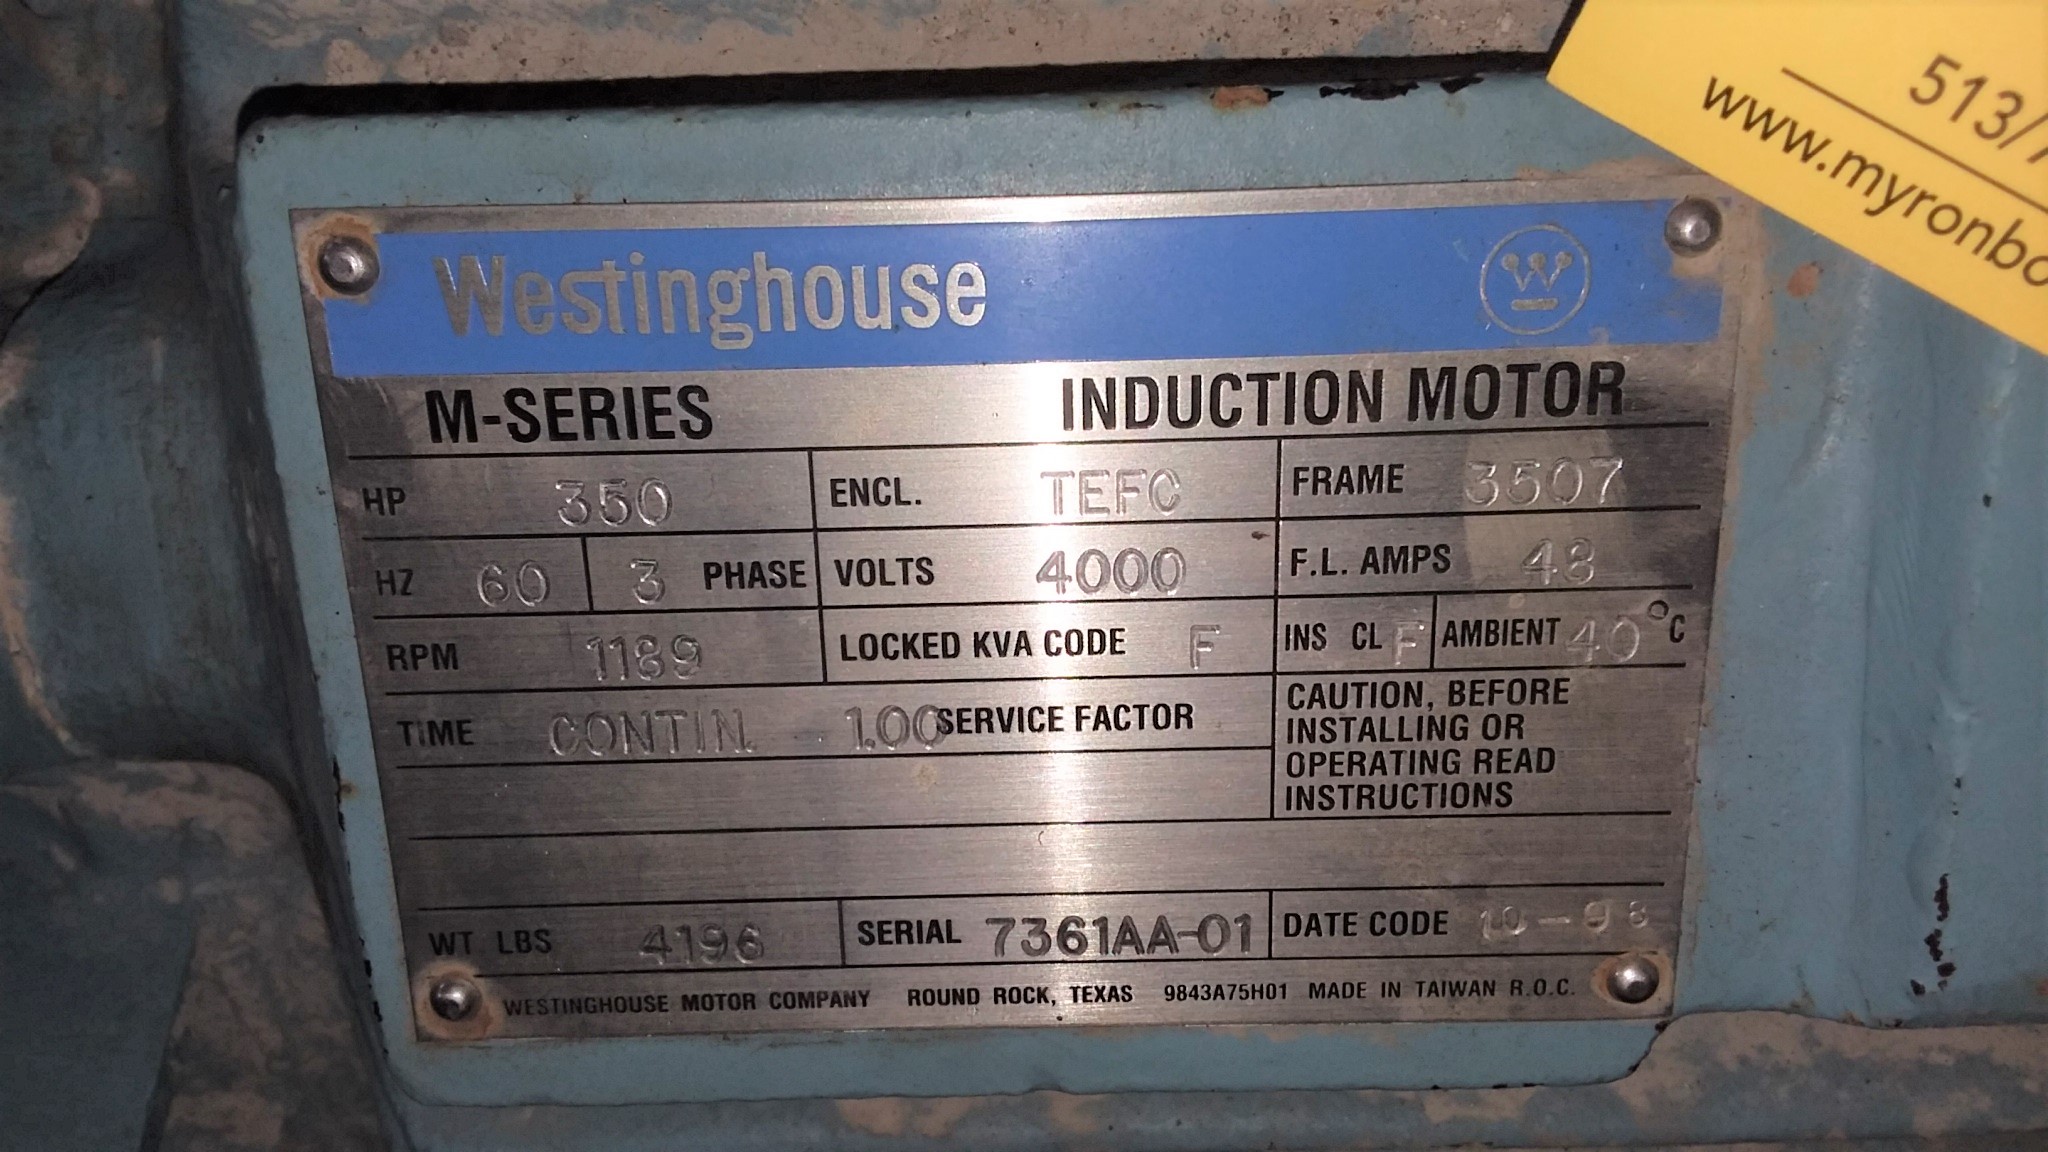 513/
www.myronbo
Westinghouse
W
M-SERIES INDUCTION MOTOR
HP 350 ENCL. TEFC FRAME 3507
HZ 60 3 PHASE VOLTS 4000 F.L. AMPS 48
RPM 1189 LOCKED KVA CODE F INS CL F AMBIENT 40 °C
TIME CONTIN. 1.00 SERVICE FACTOR
CAUTION, BEFORE
INSTALLING OR
OPERATING READ
INSTRUCTIONS
WT LBS 4196 SERIAL 7361AA-01 DATE CODE
WESTINGHOUSE MOTOR COMPANY ROUND ROCK, TEXAS 9843A75H01 MADE IN TAIWAN R.O.C.